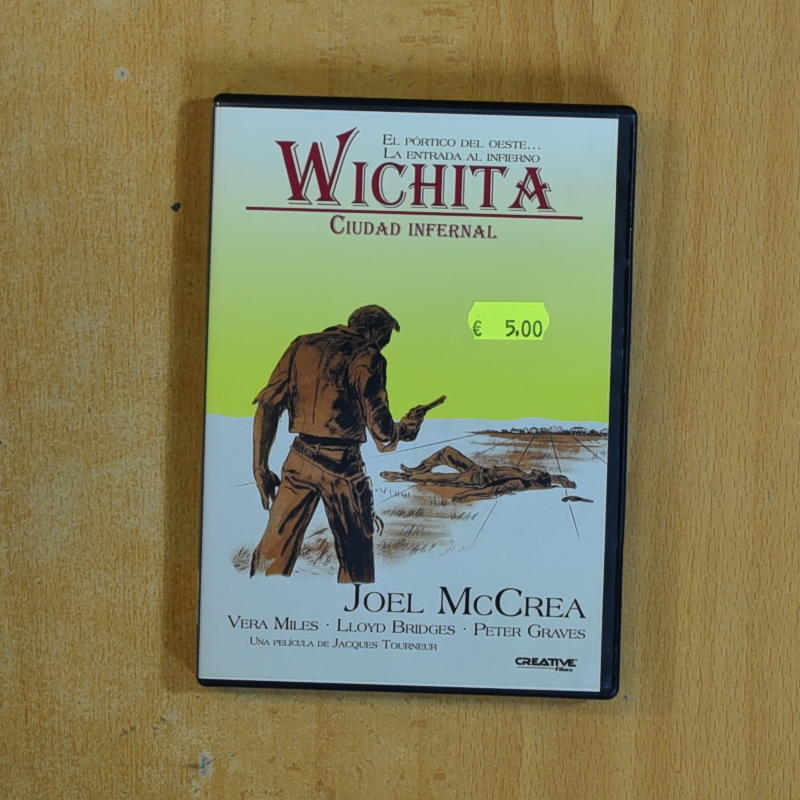 EL PÓRTICO DEL OESTE...
LA ENTRADA AL INFIERNO
WICHITA
CIUDAD INFERNAL
€ 5,00
JOEL MCCREA
VERA MILES · LLOYD BRIDGES · PETER GRAVES
UNA PELÍCULA DE JACQUES TOURNEUR
CREATIVE
films